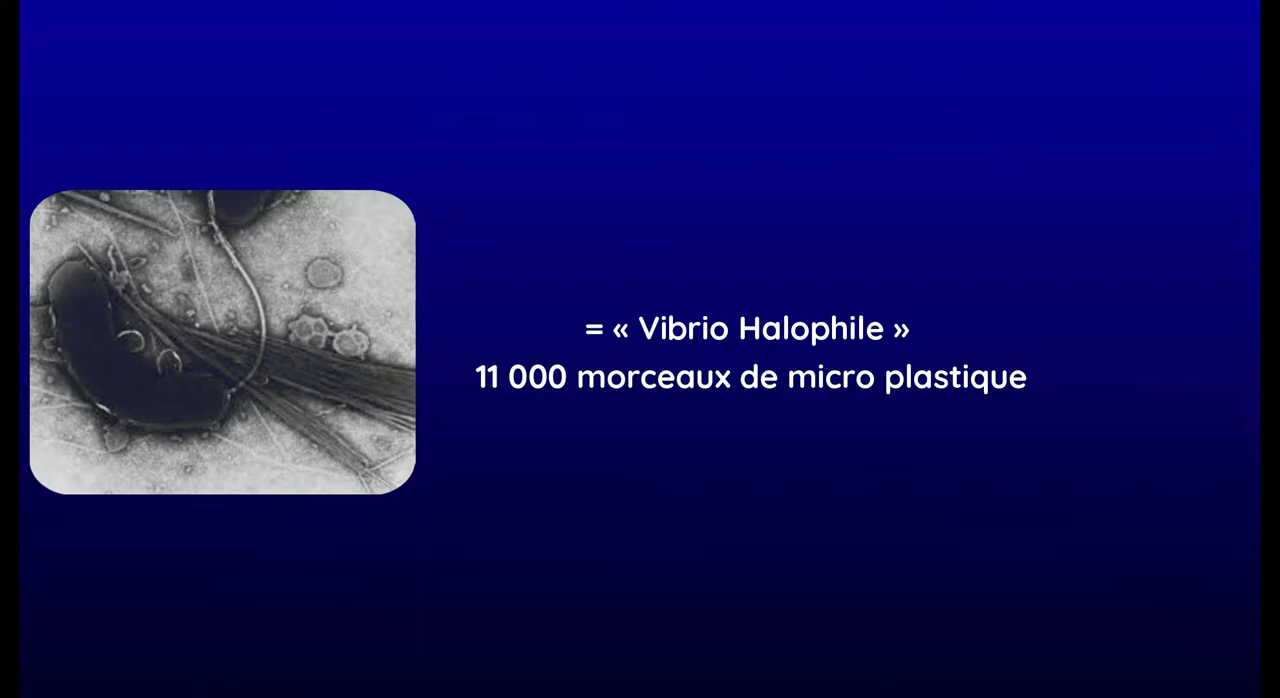 = « Vibrio Halophile »
11 000 morceaux de micro plastique